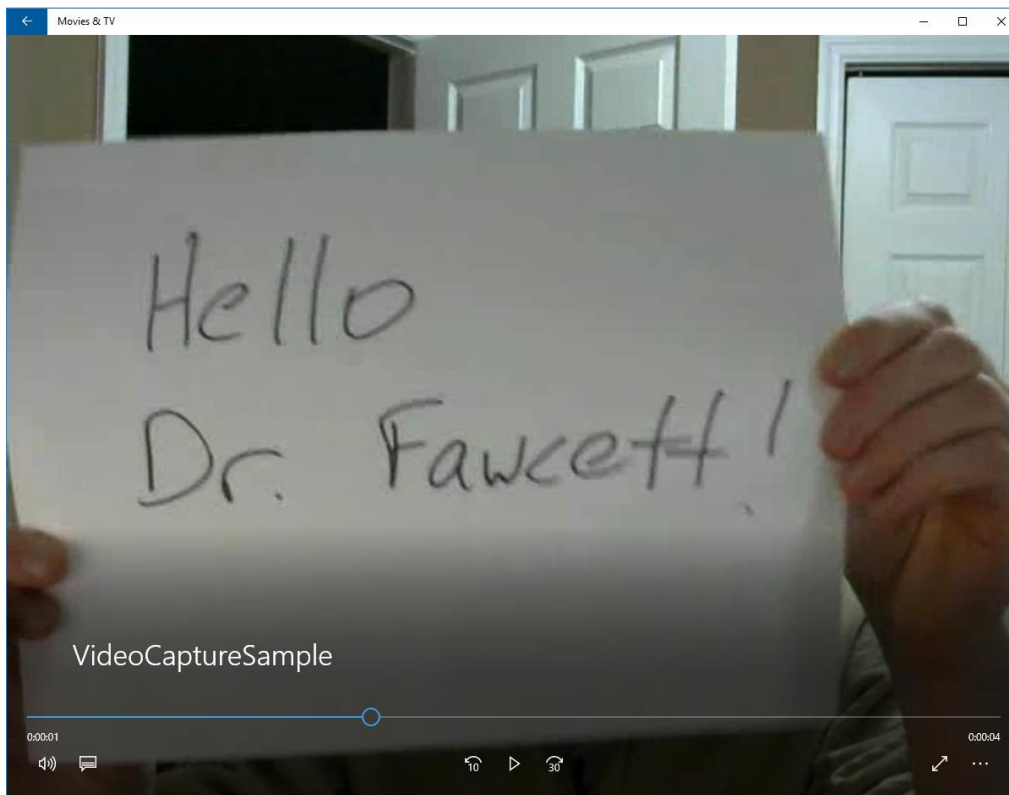 Movies & TV
Hello
Dr. Fawcett!
VideoCaptureSample
0:00:01
0:00:04
10
30